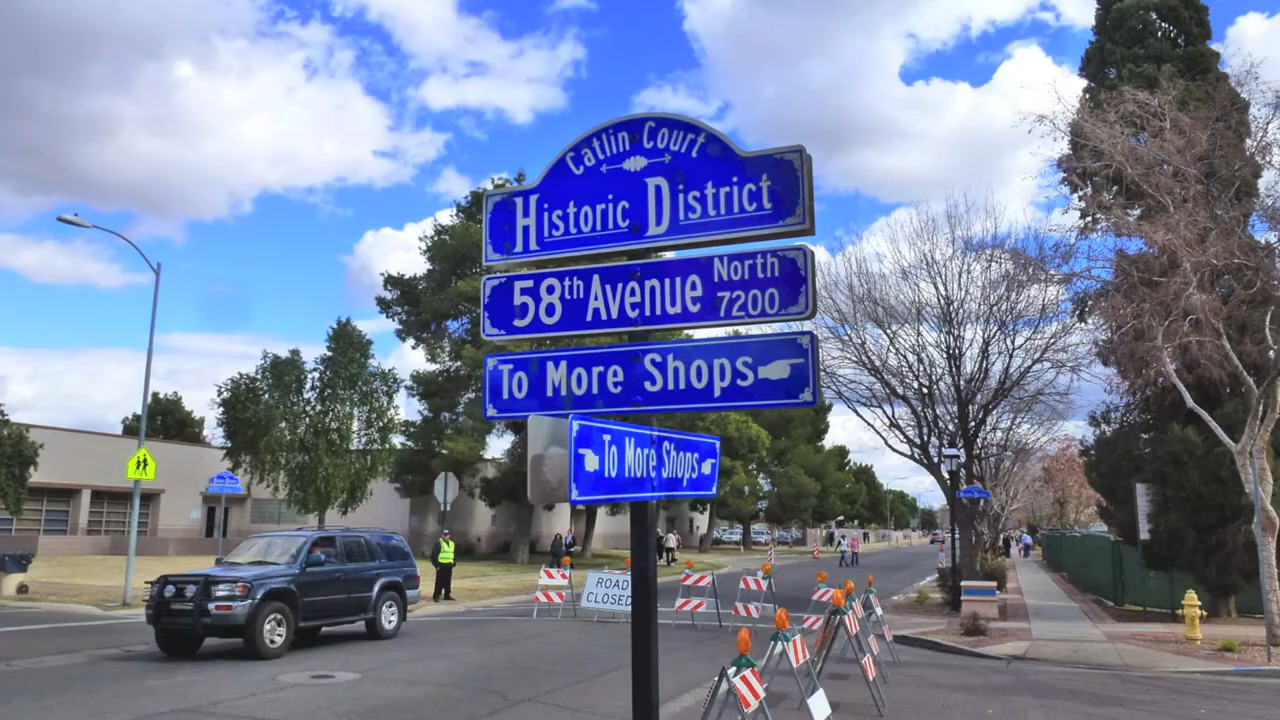 Catlin Court
Historic District
58th Avenue North 7200
To More Shops
To More Shops
ROAD
CLOSED